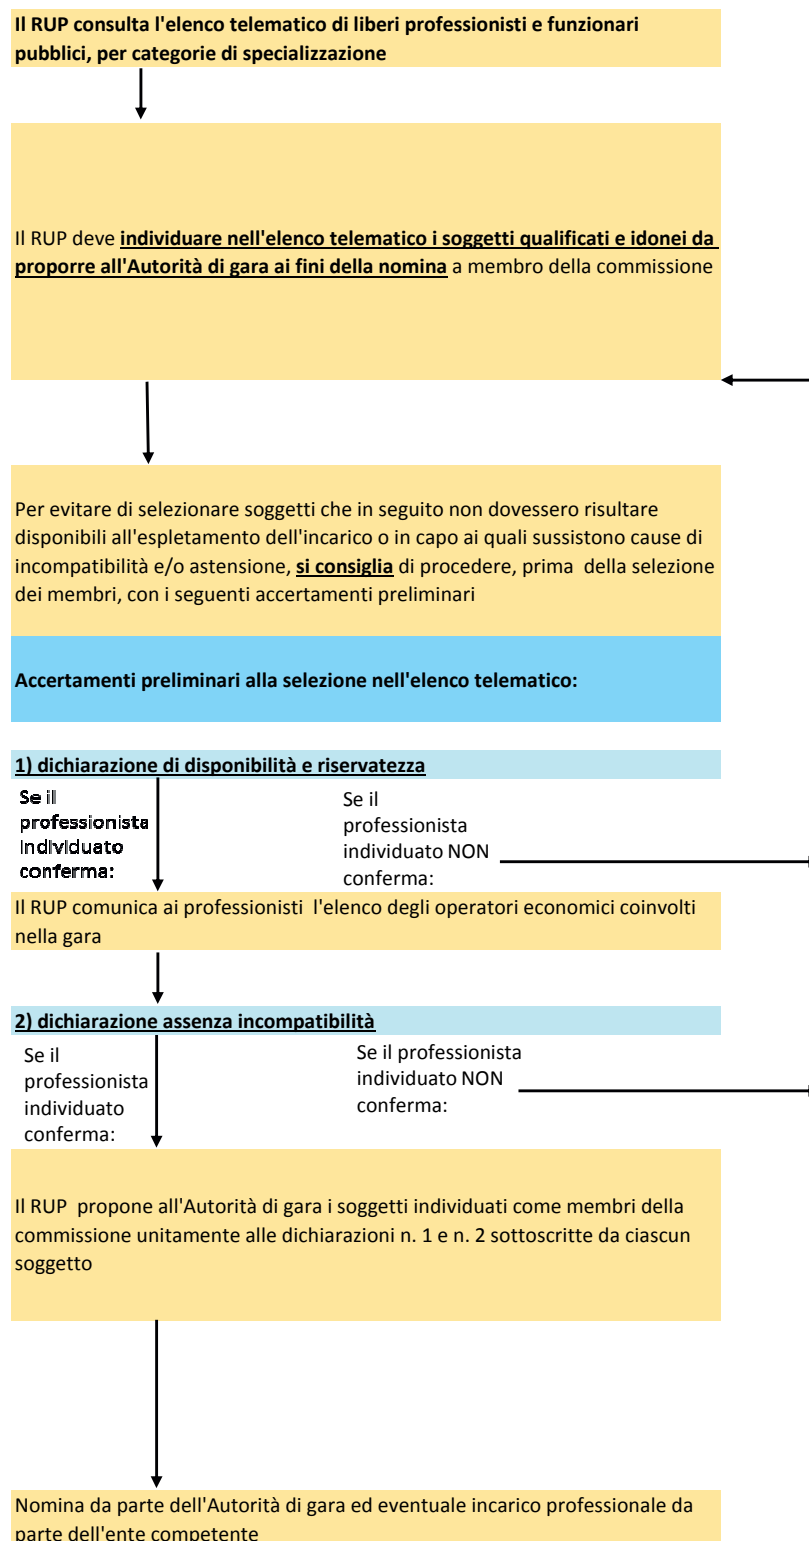 Il RUP consulta l'elenco telematico di liberi professionisti e funzionari
pubblici, per categorie di specializzazione
Il RUP deve individuare nell'elenco telematico i soggetti qualificati e idonei da
proporre all'Autorità di gara ai fini della nomina a membro della commissione
Per evitare di selezionare soggetti che in seguito non dovessero risultare
disponibili all'espletamento dell'incarico o in capo ai quali sussistono cause di
incompatibilità e/o astensione, si consiglia di procedere, prima della selezione
dei membri, con i seguenti accertamenti preliminari
Accertamenti preliminari alla selezione nell'elenco telematico:
1) dichiarazione di disponibilità e riservatezza
Se il
professionista
individuato
conferma:
Se il
professionista
individuato NON
conferma:
Il RUP comunica ai professionisti l'elenco degli operatori economici coinvolti
nella gara
2) dichiarazione assenza incompatibilità
Se il
professionista
individuato
conferma:
Se il professionista
individuato NON
conferma:
Il RUP propone all'Autorità di gara i soggetti individuati come membri della
commissione unitamente alle dichiarazioni n. 1 e n. 2 sottoscritte da ciascun
soggetto
Nomina da parte dell'Autorità di gara ed eventuale incarico professionale da
parte dell'ente competente